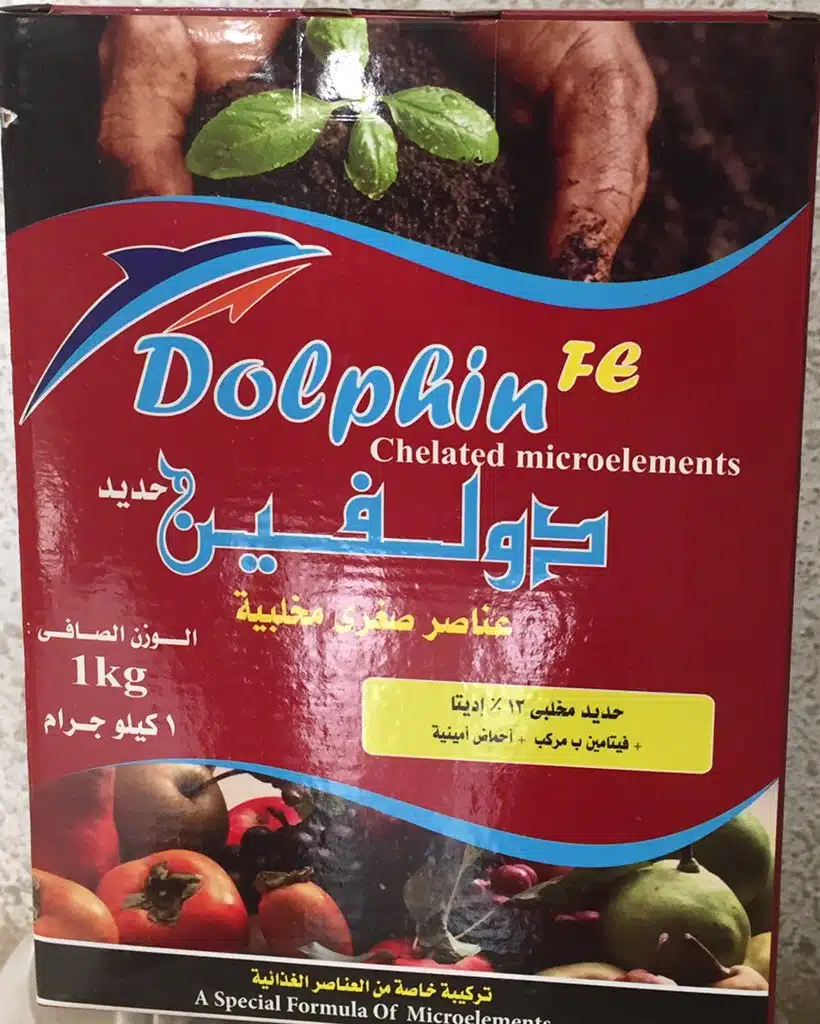 Dolphin FE
Chelated microelements
دولفين حديد
عناصر صغرى مخلبية
الوزن الصافى :
1kg
١ كيلو جرام
حديد مخلبى ١٢ ٪ إديتا
+ فيتامين ب مركب + أحماض أمينية
تركيبة خاصة من العناصر الغذائية
A Special Formula Of Microelements